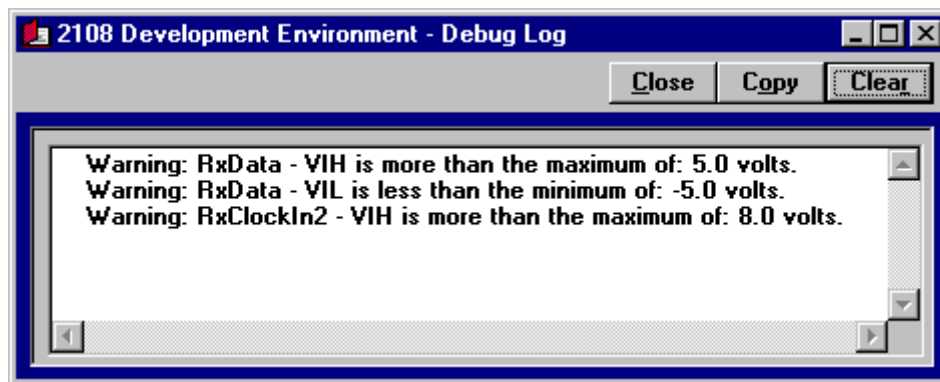 2108 Development Environment - Debug Log
Close Copy Clear
Warning: RxData - VIH is more than the maximum of: 5.0 volts.
Warning: RxData - VIL is less than the minimum of: -5.0 volts.
Warning: RxClockIn2 - VIH is more than the maximum of: 8.0 volts.